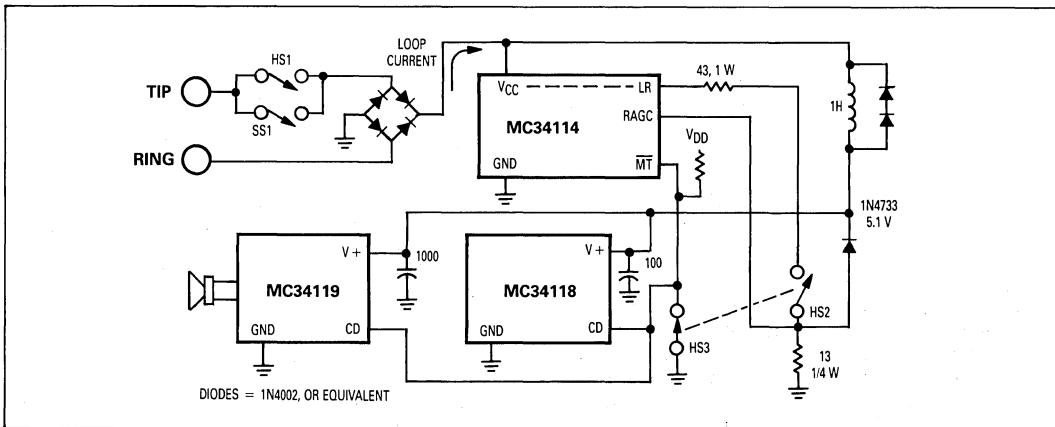 HS1
LOOP
CURRENT
TIP
SS1
RING
VCC
LR
43, 1 W
MC34114
RAGC
VDD
GND
MT
1H
1N4733
5.1 V
V +
1000
MC34119
GND
CD
V +
100
MC34118
GND
CD
HS3
HS2
13
1/4 W
DIODES = 1N4002, OR EQUIVALENT